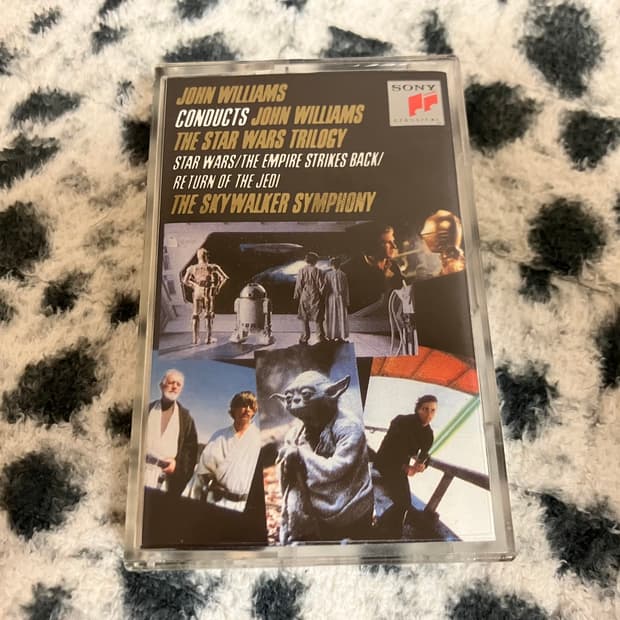 JOHN WILLIAMS
CONDUCTS JOHN WILLIAMS
THE STAR WARS TRILOGY
STAR WARS/THE EMPIRE STRIKES BACK/
RETURN OF THE JEDI
THE SKYWALKER SYMPHONY
SONY
CLASSICAL